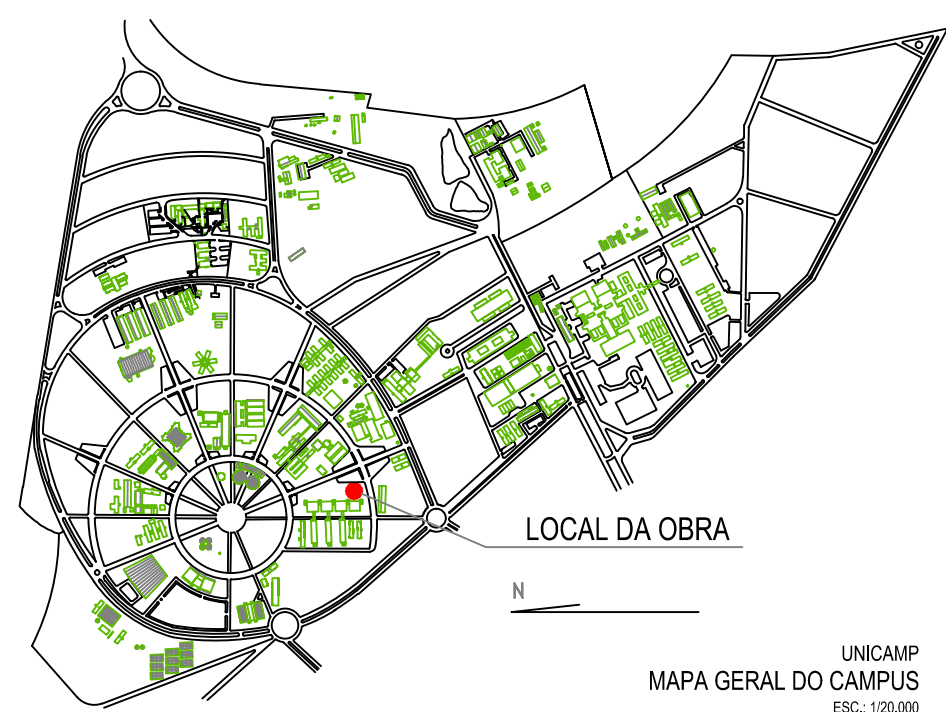 LOCAL DA OBRA
N
UNICAMP
MAPA GERAL DO CAMPUS
ESC.: 1/20.000